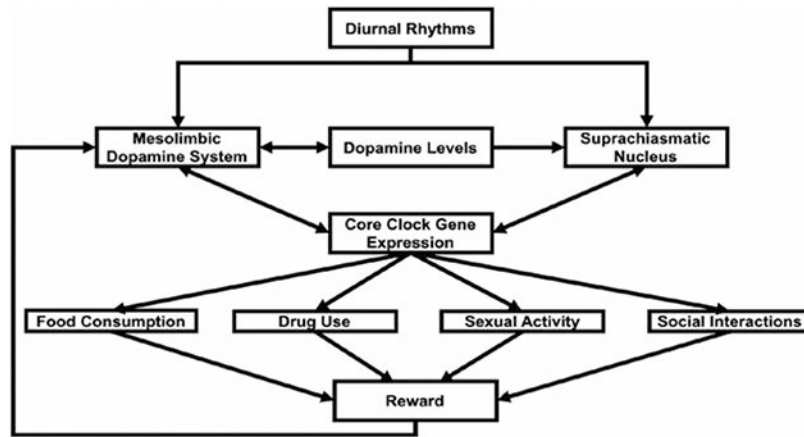 Diurnal Rhythms
Mesolimbic
Dopamine System
Dopamine Levels
Suprachiasmatic
Nucleus
Core Clock Gene
Expression
Food Consumption
Drug Use
Sexual Activity
Social Interactions
Reward